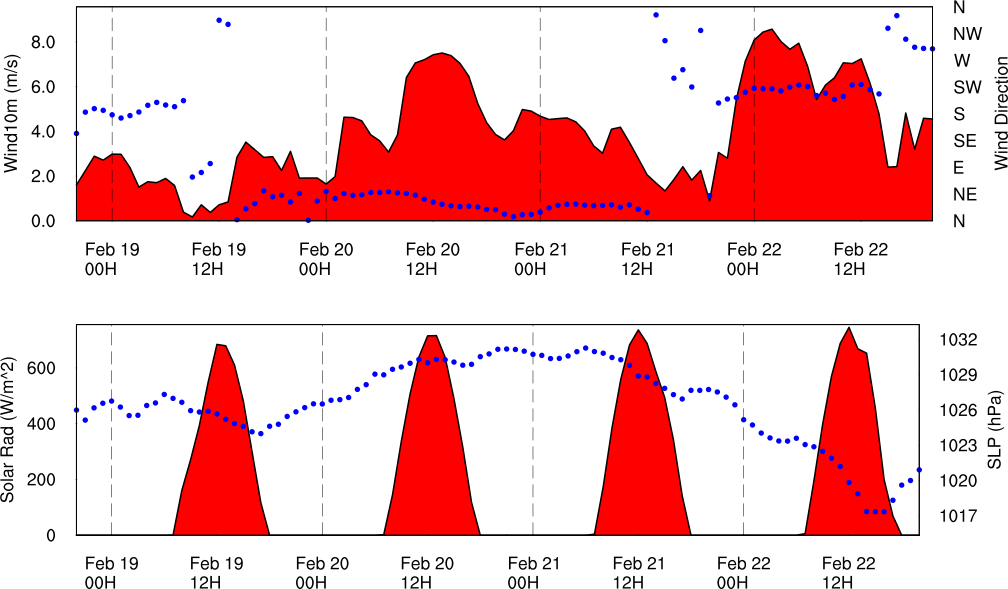 N
8.0
NW
W
6.0
SW
4.0
S
SE
2.0
E
NE
0.0
N
Wind10m (m/s)
Wind Direction
Feb 19 Feb 19 Feb 20 Feb 20 Feb 21 Feb 21 Feb 22 Feb 22
00H 12H 00H 12H 00H 12H 00H 12H
1032
600
1029
400
1026
1023
200
1020
1017
0
Solar Rad (W/m^2)
SLP (hPa)
Feb 19 Feb 19 Feb 20 Feb 20 Feb 21 Feb 21 Feb 22 Feb 22
00H 12H 00H 12H 00H 12H 00H 12H